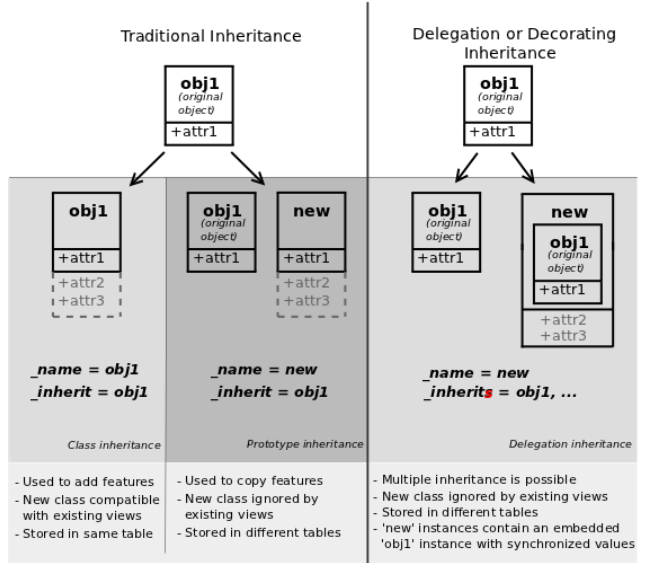 Traditional Inheritance
Delegation or Decorating
Inheritance
obj1
(original
object)
+attr1
obj1
(original
object)
+attr1
obj1
+attr1
+attr2
+attr3
_name = obj1
_inherit = obj1
Class inheritance
obj1
(original
object)
+attr1
new
+attr1
+attr2
+attr3
_name = new
_inherit = obj1
Prototype inheritance
obj1
(original
object)
+attr1
new
obj1
(original
object)
+attr1
+attr2
+attr3
_name = new
_inherits = obj1, ...
Delegation inheritance
- Used to add features
- New class compatible
with existing views
- Stored in same table
- Used to copy features
- New class ignored by
existing views
- Stored in different tables
- Multiple inheritance is possible
- New class ignored by existing views
- Stored in different tables
- 'new' instances contain an embedded
'obj1' instance with synchronized values